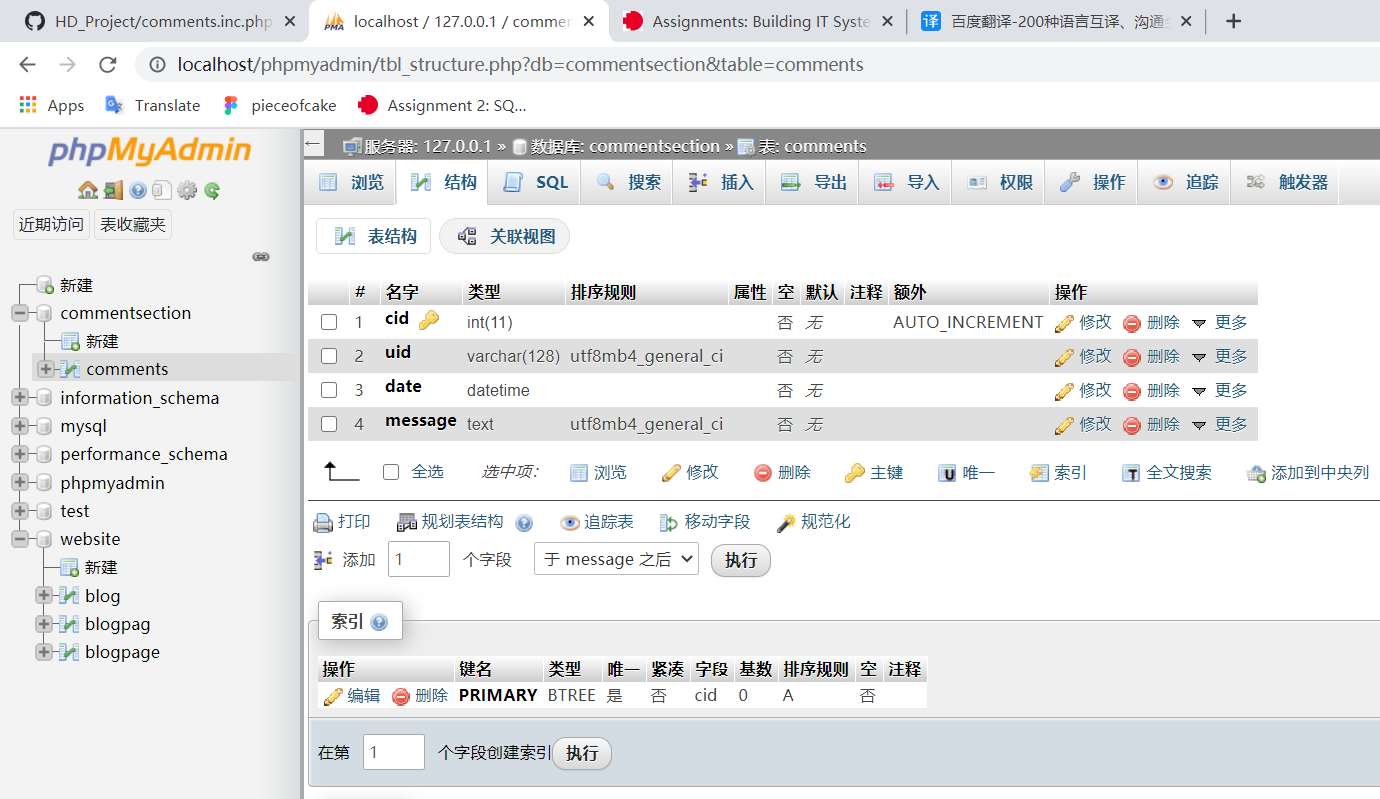 HD_Project/comments.inc.php
localhost / 127.0.0.1 / comme
Assignments: Building IT Syste
百度翻译-200种语言互译、沟通
localhost/phpmyadmin/tbl_structure.php?db=commentsection&table=comments
Apps Translate pieceofcake Assignment 2: SQ...
phpMyAdmin
近期访问 表收藏夹
新建
commentsection
新建
comments
information_schema
mysql
performance_schema
phpmyadmin
test
website
新建
blog
blogpag
blogpage
服务器: 127.0.0.1 » 数据库: commentsection » 表: comments
浏览 结构 SQL 搜索 插入 导出 导入 权限 操作 追踪 触发器
表结构 关联视图
# 名字 类型 排序规则 属性 空 默认 注释 额外 操作
1 cid int(11) 否 无 AUTO_INCREMENT 修改 删除 更多
2 uid varchar(128) utf8mb4_general_ci 否 无 修改 删除 更多
3 date datetime 否 无 修改 删除 更多
4 message text utf8mb4_general_ci 否 无 修改 删除 更多
全选 选中项: 浏览 修改 删除 主键 唯一 索引 全文搜索 添加到中央列
打印 规划表结构 追踪表 移动字段 规范化
添加 1 个字段 于 message 之后 执行
索引
操作 键名 类型 唯一 紧凑 字段 基数 排序规则 空 注释
编辑 删除 PRIMARY BTREE 是 否 cid 0 A 否
在第 1 个字段创建索引 执行